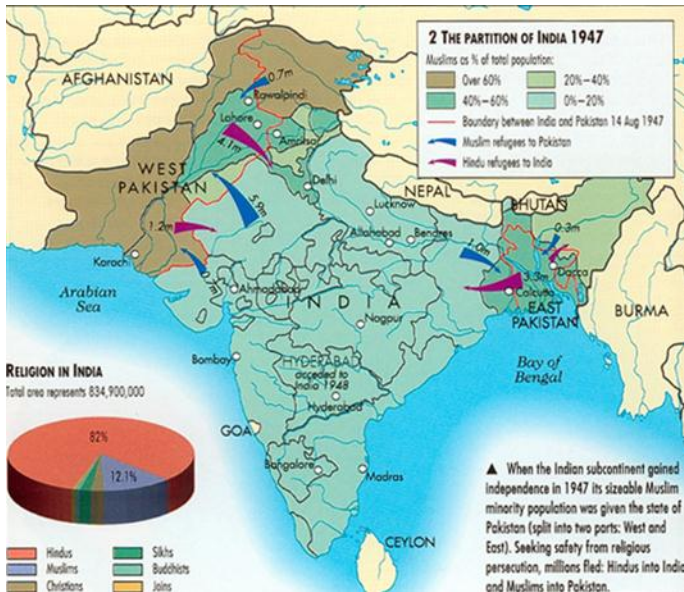 2 THE PARTITION OF INDIA 1947
Muslims as % of total population:
Over 60%
20%–40%
40%–60%
0%–20%
Boundary between India and Pakistan 14 Aug 1947
Muslim refugees to Pakistan
Hindu refugees to India
AFGHANISTAN
0.7m
Rawalpindi
Lahore
Amritsa
4.1m
WEST
PAKISTAN
Delhi
NEPAL
BHUTAN
5.9m
Lucknow
1.2m
Allahabad
Benares
1.0m
0.3m
Karachi
3.3m
Dacca
Arabian
Sea
Ahmadabad
INDIA
Calcutta
EAST
PAKISTAN
BURMA
Nagpur
Bombay
HYDERABAD
acceded to
India 1948
Bay of
Bengal
Hyderabad
GOA
Bangalore
Madras
CEYLON
RELIGION IN INDIA
Total area represents 834,900,000
82%
12.1%
Hindus
Sikhs
Muslims
Buddhists
Christians
Jains
▲ When the Indian subcontinent gained
independence in 1947 its sizeable Muslim
minority population was given the state of
Pakistan (split into two parts: West and
East). Seeking safety from religious
persecution, millions fled: Hindus into India
and Muslims into Pakistan.